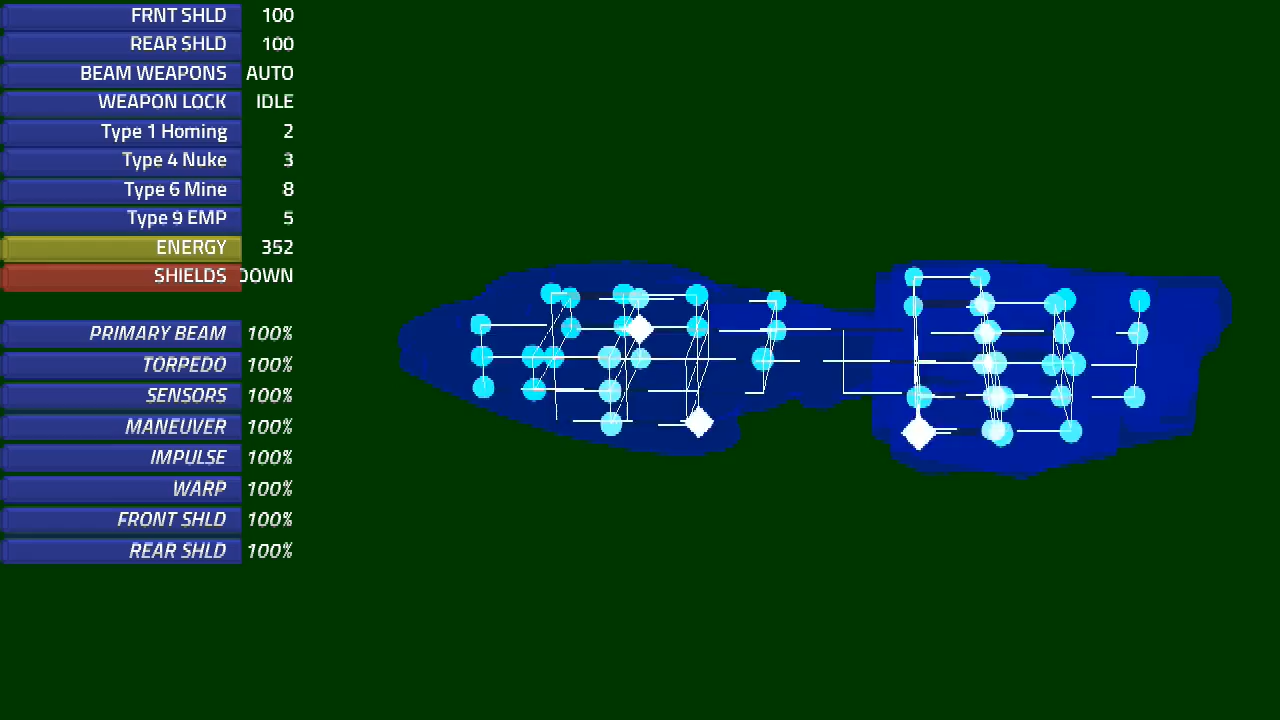 FRNT SHLD 100
REAR SHLD 100
BEAM WEAPONS AUTO
WEAPON LOCK IDLE
Type 1 Homing 2
Type 4 Nuke 3
Type 6 Mine 8
Type 9 EMP 5
ENERGY 352
SHIELDS DOWN
PRIMARY BEAM 100%
TORPEDO 100%
SENSORS 100%
MANEUVER 100%
IMPULSE 100%
WARP 100%
FRONT SHLD 100%
REAR SHLD 100%